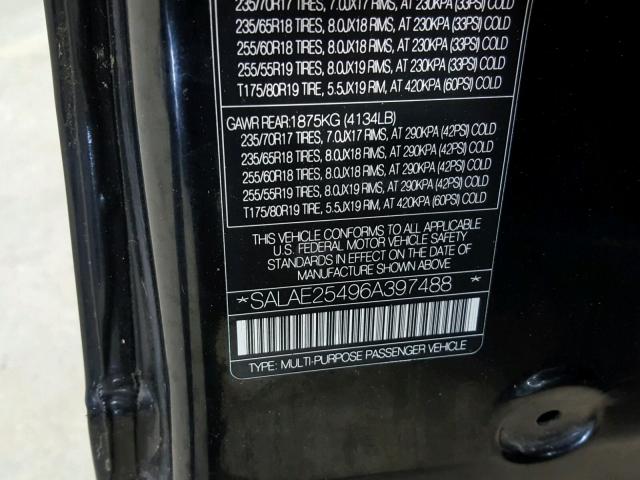 235/70R17 TIRES, 7.0JX17 RIMS, AT 230KPA (33PSI) COLD
235/65R18 TIRES, 8.0JX18 RIMS, AT 230KPA (33PSI) COLD
255/60R18 TIRES, 8.0JX18 RIMS, AT 230KPA (33PSI) COLD
255/55R19 TIRES, 8.0JX19 RIMS, AT 230KPA (33PSI) COLD
T175/80R19 TIRE, 5.5JX19 RIM, AT 420KPA (60PSI) COLD
GAWR REAR:1875KG (4134LB)
235/70R17 TIRES, 7.0JX17 RIMS, AT 290KPA (42PSI) COLD
235/65R18 TIRES, 8.0JX18 RIMS, AT 290KPA (42PSI) COLD
255/60R18 TIRES, 8.0JX18 RIMS, AT 290KPA (42PSI) COLD
255/55R19 TIRES, 8.0JX19 RIMS, AT 290KPA (42PSI) COLD
T175/80R19 TIRE, 5.5JX19 RIM, AT 420KPA (60PSI) COLD
THIS VEHICLE CONFORMS TO ALL APPLICABLE
U.S. FEDERAL MOTOR VEHICLE SAFETY
STANDARDS IN EFFECT ON THE DATE OF
MANUFACTURE SHOWN ABOVE
*SALAE25496A397488*
TYPE: MULTI-PURPOSE PASSENGER VEHICLE